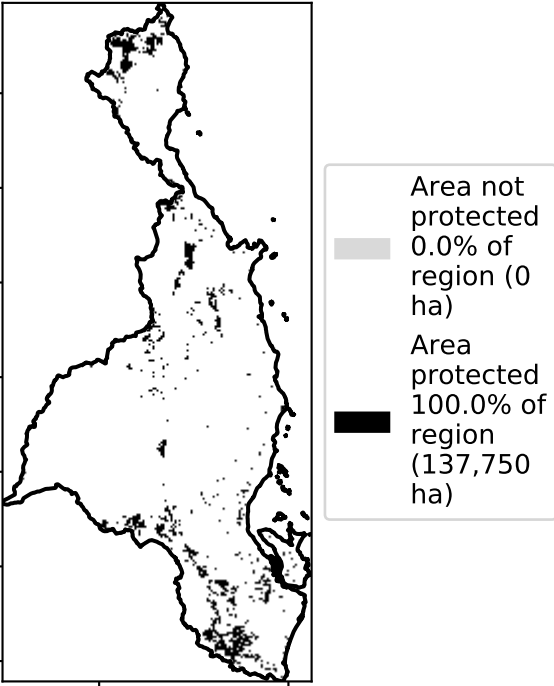 Area not
protected
0.0% of
region (0
ha)
Area
protected
100.0% of
region
(137,750
ha)